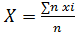 X = ∑n xi / n